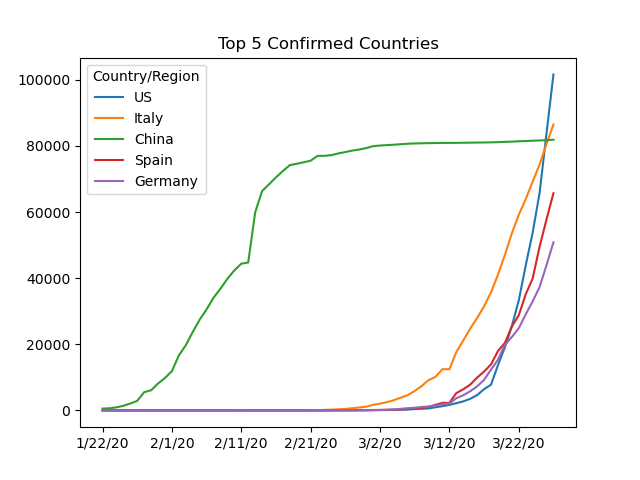 Top 5 Confirmed Countries
Country/Region
US
Italy
China
Spain
Germany
100000
80000
60000
40000
20000
0
1/22/20 2/1/20 2/11/20 2/21/20 3/2/20 3/12/20 3/22/20